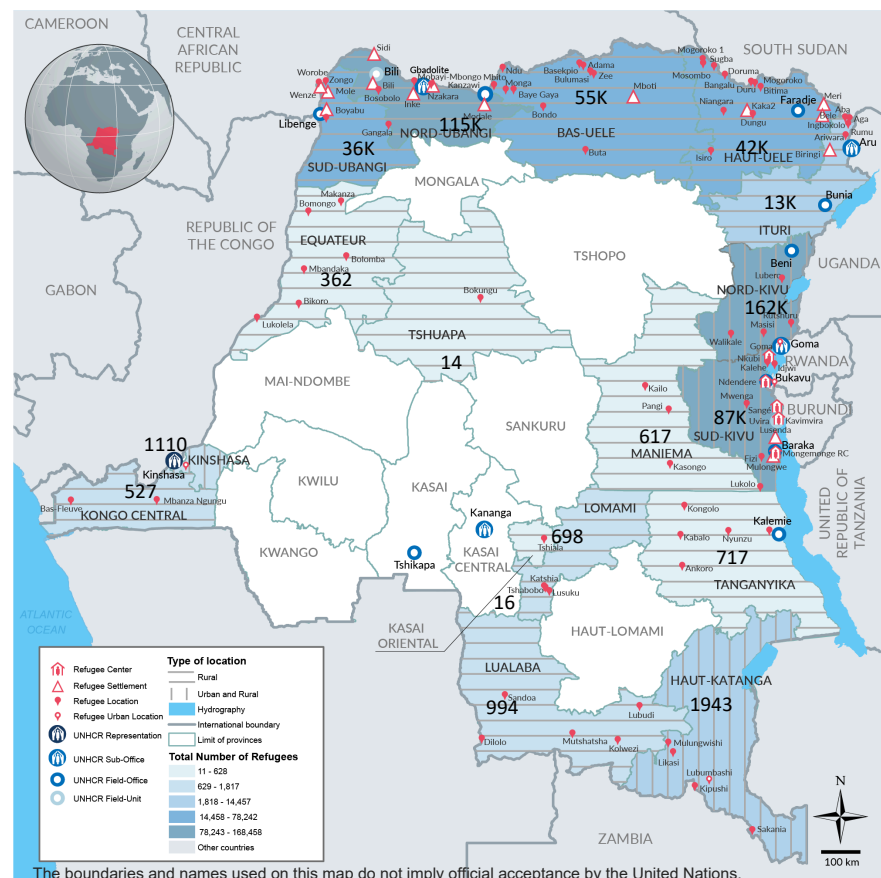 CAMEROON
CENTRAL
AFRICAN
REPUBLIC
SOUTH SUDAN
Sidi
Worobe
Zongo
Wenze
Mole
Boyabu
Libenge
Bili
Bili
Bosobolo
Gbadolite
Mobayi-Mbongo
Inke
Nzakara
Kanzawi
Mbito
Ndu
Monga
Baye Gaya
Modale
Gangala
115K
NORD-UBANGI
36K
SUD-UBANGI
Basekpio
Adama
Bulumasi
Zee
55K
Mboti
Bondo
BAS-UELE
Buta
Mogoroko 1
Sugba
Mosombo
Doruma
Bangalu
Mogoroko
Duru
Bitima
Niangara
Kaka2
Dungu
Faradje
Meri
Bele
Aba
Ingbokolo
Aga
Rumu
Ariwara
Aru
Biringi
Isiro
42K
HAUT-UELE
13K
Bunia
ITURI
MONGALA
Makanza
Bomongo
REPUBLIC OF
THE CONGO
EQUATEUR
Bolomba
Mbandaka
362
Bikoro
Lukolela
GABON
Bokungu
TSHUAPA
14
TSHOPO
Beni
UGANDA
Lubero
NORD-KIVU
162K
Rutshuru
Masisi
Walikale
Goma
Goma
Nkubi
Kalehe
Idjwi
RWANDA
Ndendere
Bukavu
Mwenga
Sange
BURUNDI
Uvira
Kavimvira
87K
SUD-KIVU
Lusenda
Baraka
Mongemonge RC
Fizi
Mulongwe
Lukolo
MAI-NDOMBE
SANKURU
Kailo
Pangi
617
MANIEMA
Kasongo
1110
Kinshasa
KINSHASA
527
Bas-Fleuve
Mbanza Ngungu
KONGO CENTRAL
KWILU
KASAI
KWANGO
Tshikapa
Kananga
KASAI
CENTRAL
LOMAMI
698
Tshiala
Katshia
Tshabobo
Lusuku
16
KASAI
ORIENTAL
Kongolo
Kalemie
Kabalo
Nyunzu
717
Ankoro
TANGANYIKA
UNITED
REPUBLIC OF
TANZANIA
ATLANTIC
OCEAN
HAUT-LOMAMI
LUALABA
Sandoa
994
Lubudi
Dilolo
Mutshatsha
Kolwezi
HAUT-KATANGA
1943
Mulungwishi
Likasi
Lubumbashi
Kipushi
Sakania
ZAMBIA
N
100 km
Refugee Center
Refugee Settlement
Refugee Location
Refugee Urban Location
UNHCR Representation
UNHCR Sub-Office
UNHCR Field-Office
UNHCR Field-Unit
Type of location
Rural
Urban and Rural
Hydrography
International boundary
Limit of provinces
Total Number of Refugees
11 - 628
629 - 1,817
1,818 - 14,457
14,458 - 78,242
78,243 - 168,458
Other countries
The boundaries and names used on this map do not imply official acceptance by the United Nations.